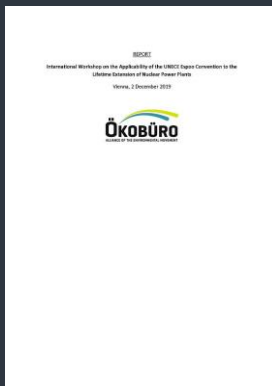 REPORT
International Workshop on the Applicability of the UNECE Espoo Convention to the
Lifetime Extension of Nuclear Power Plants
Vienna, 2 December 2019
ÖKOBÜRO
ALLIANCE OF THE ENVIRONMENTAL MOVEMENT